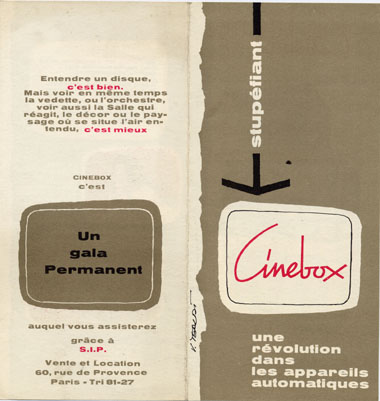 Entendre un disque,
c'est bien.
Mais voir en même temps
la vedette, ou l'orchestre,
voir aussi la Salle qui
réagit, le décor ou le pay-
sage où se situe l'air en-
tendu, c'est mieux
CINEBOX
c'est
Un
gala
Permanent
auquel vous assisterez
grâce à
S.I.P.
Vente et Location
60, rue de Provence
Paris - Tri 81-27
stupéfiant
Cinebox
une
révolution
dans
les appareils
automatiques